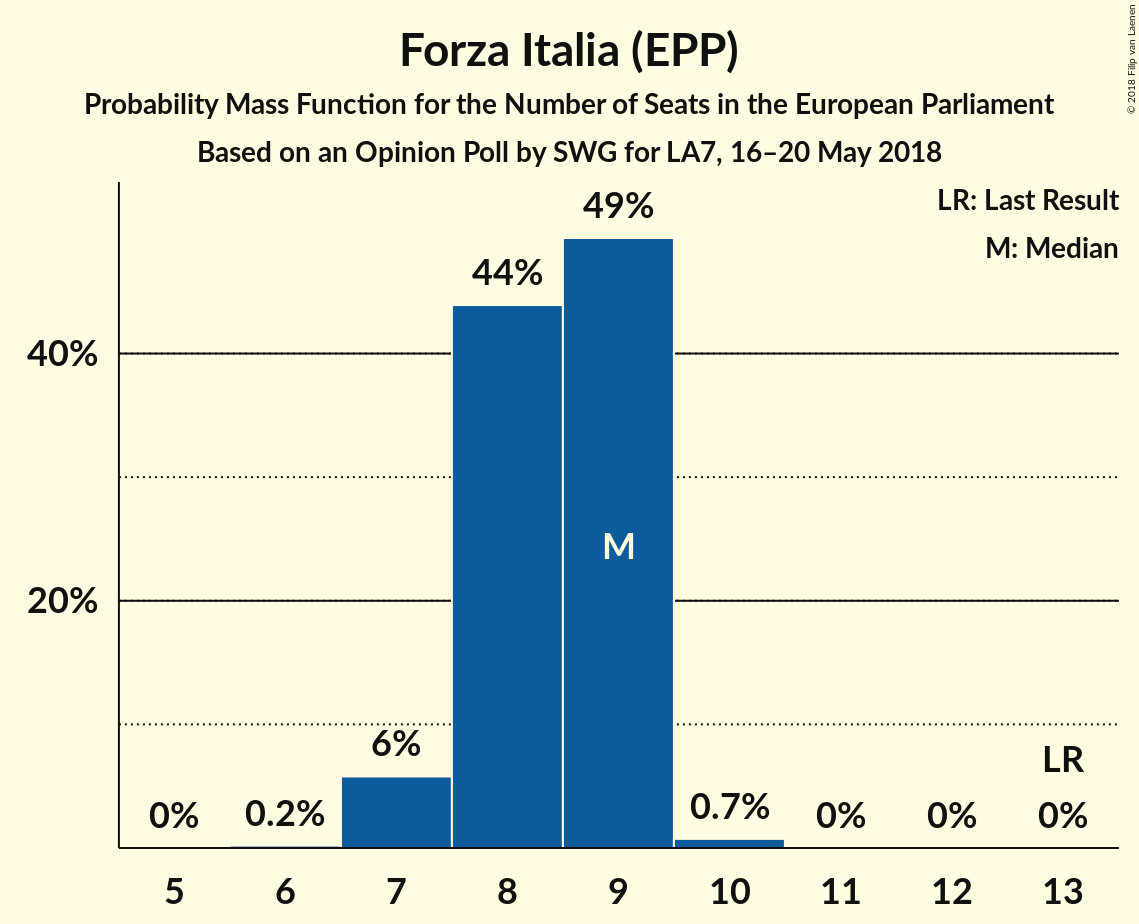 Forza Italia (EPP)
Probability Mass Function for the Number of Seats in the European Parliament
Based on an Opinion Poll by SWG for LA7, 16–20 May 2018
© 2018 Filip van Laenen
LR: Last Result
M: Median
49%
44%
40%
M
20%
6%
LR
0%
0.2%
0.7%
0%
0%
0%
5 6 7 8 9 10 11 12 13